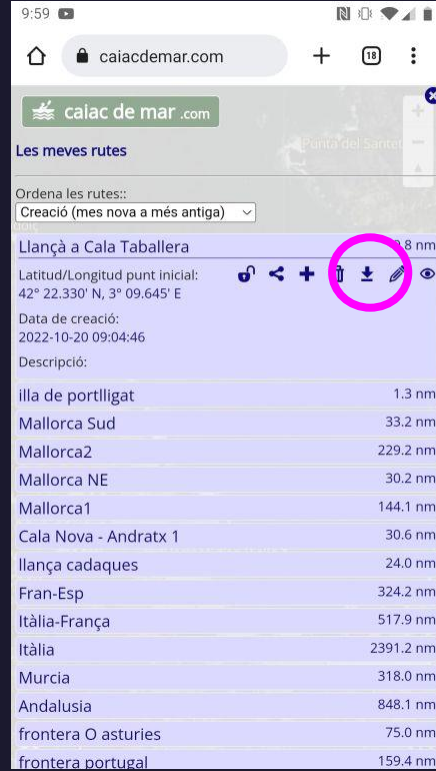 9:59
caiacdemar.com
18
caiac de mar .com
Punta del Santet
Les meves rutes
Ordena les rutes::
Creació (mes nova a més antiga)
Llançà a Cala Taballera .8 nm
Latitud/Longitud punt inicial:
42° 22.330' N, 3° 09.645' E
Data de creació:
2022-10-20 09:04:46
Descripció:
illa de portlligat 1.3 nm
Mallorca Sud 33.2 nm
Mallorca2 229.2 nm
Mallorca NE 30.2 nm
Mallorca1 144.1 nm
Cala Nova - Andratx 1 30.6 nm
llança cadaques 24.0 nm
Fran-Esp 324.2 nm
Itàlia-França 517.9 nm
Itàlia 2391.2 nm
Murcia 318.0 nm
Andalusia 848.1 nm
frontera O asturies 75.0 nm
frontera portugal 159.4 nm